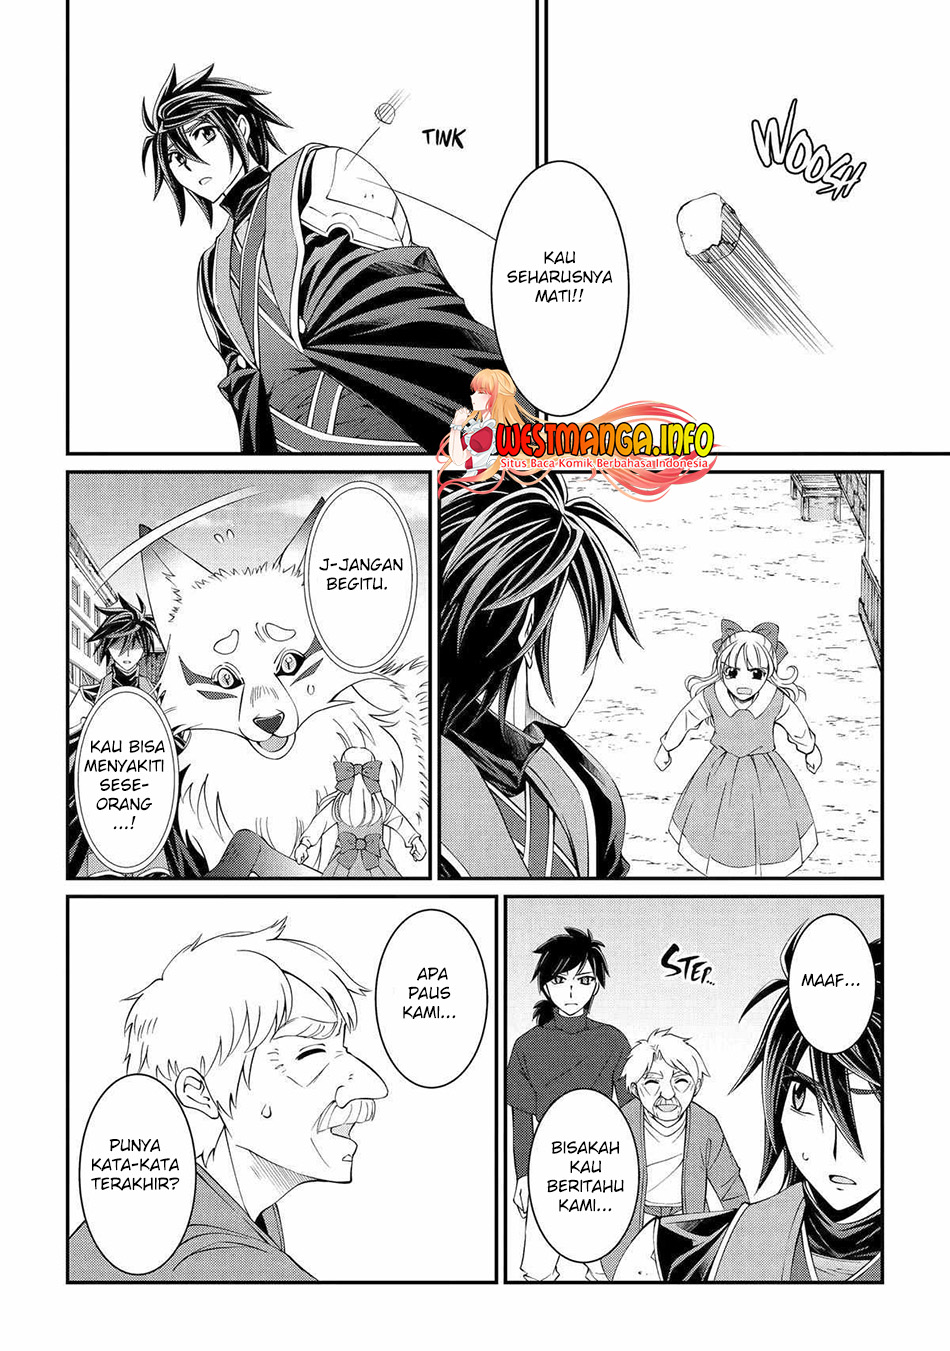 WOOSH
KAU
SEHARUSNYA
MATI!!
TINK
WESTMANGA.INFO
Situs Baca Komik Berbahasa Indonesia
J-JANGAN
BEGITU.
KAU BISA
MENYAKITI
SESE-
ORANG
...!
MAAF...
STEP...
BISAKAH
KAU
BERITAHU
KAMI...
APA
PAUS
KAMI...
PUNYA
KATA-KATA
TERAKHIR?